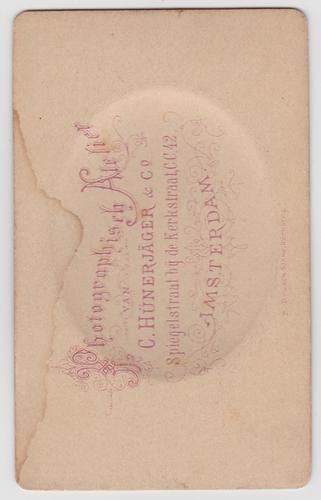 Photographisch Atelier
VAN
C. HÜNERJÄGER & Co
Spiegelstraat bij de Kerkstraat, CC 42.
AMSTERDAM.